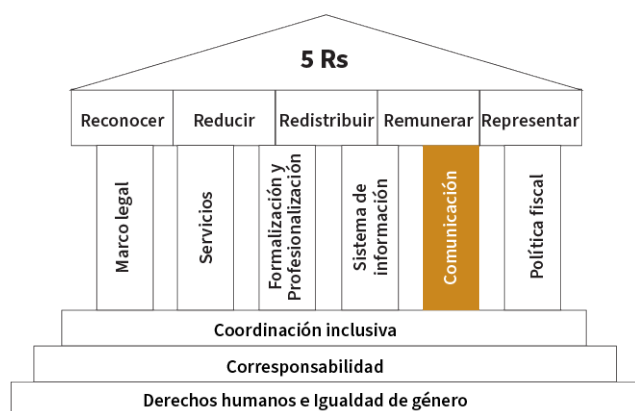 5 Rs
Reconocer
Reducir
Redistribuir
Remunerar
Representar
Marco legal
Servicios
Formalización y
Profesionalización
Sistema de
información
Comunicación
Política fiscal
Coordinación inclusiva
Corresponsabilidad
Derechos humanos e Igualdad de género